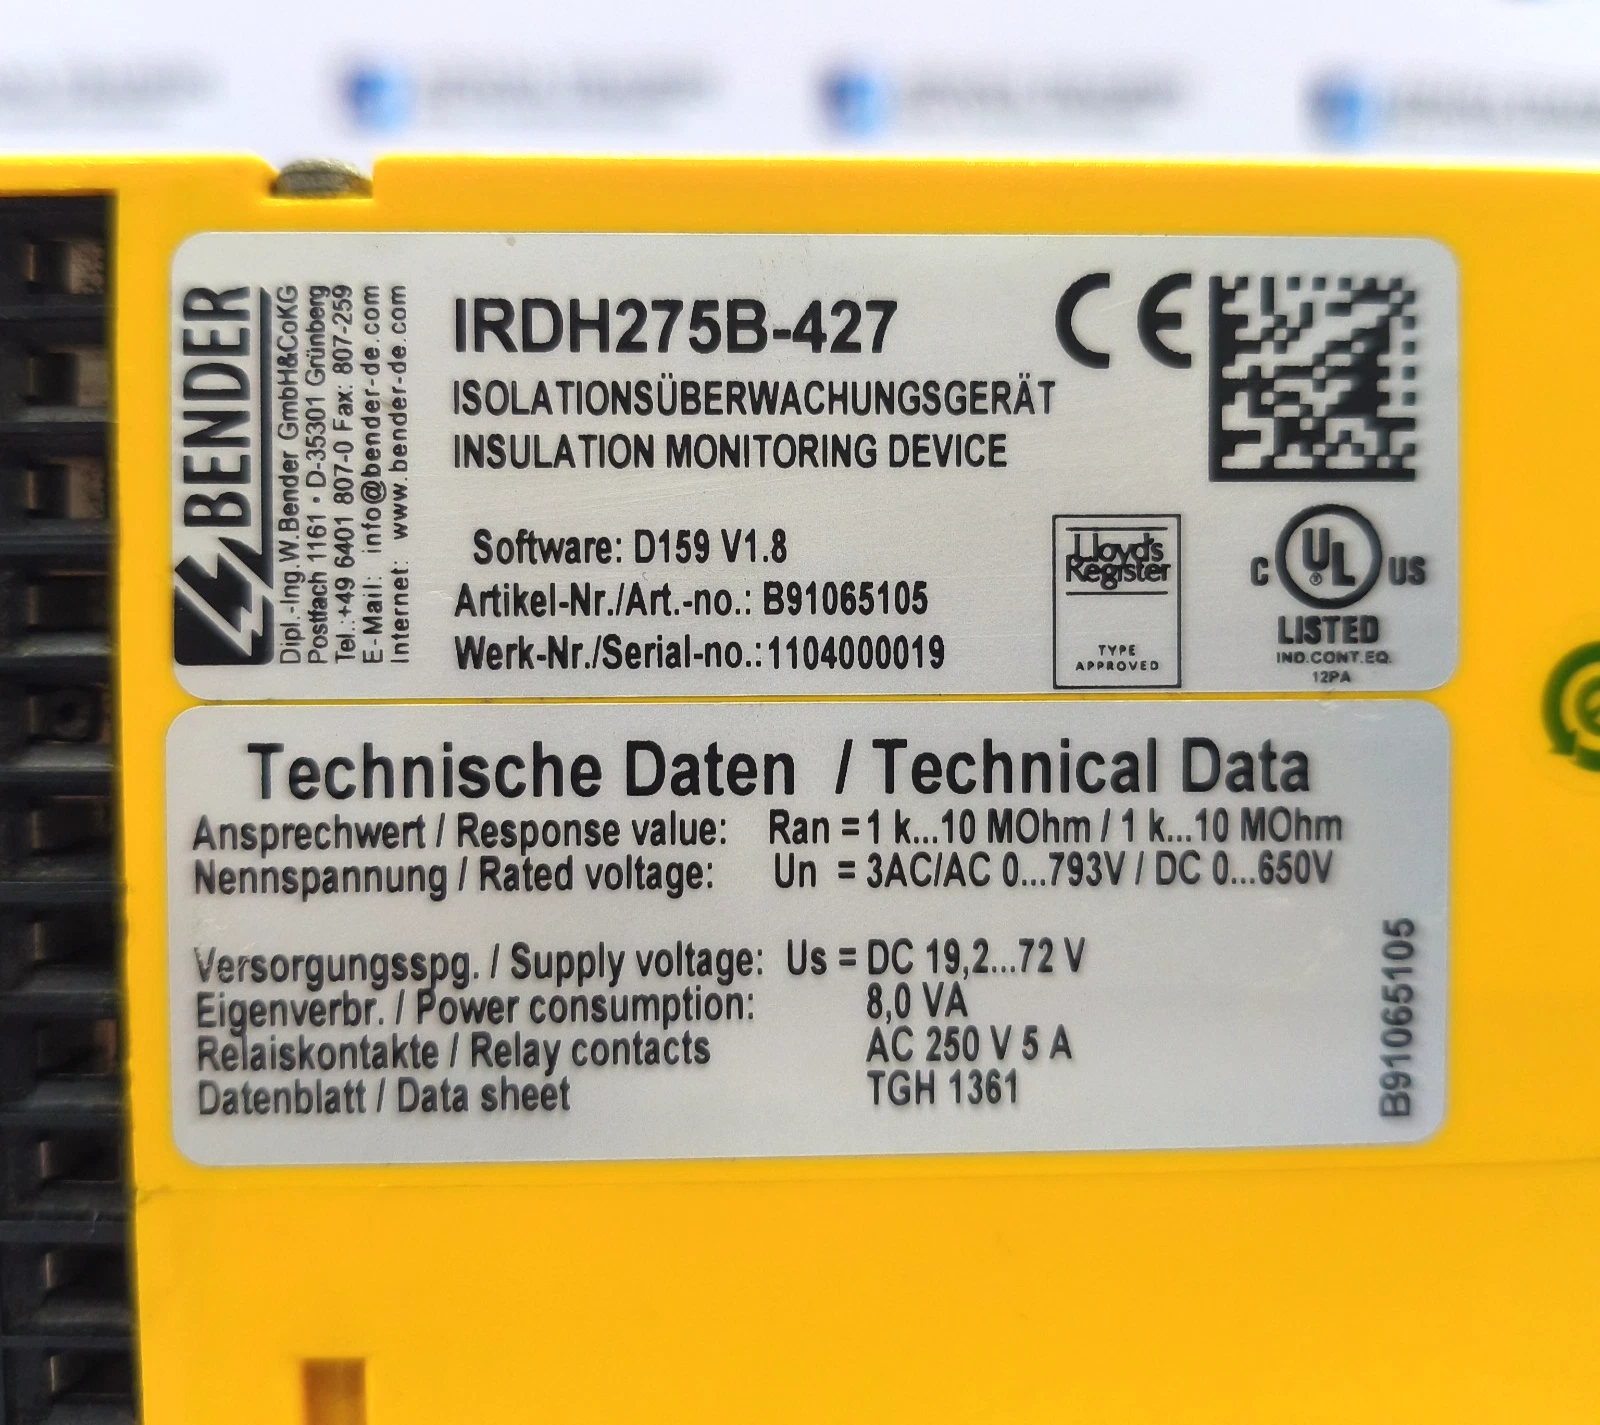 BENDER
Dipl.-Ing.W.Bender GmbH&CoKG
Postfach 1161 • D-35301 Grünberg
Tel.:+49 6401 807-0 Fax: 807-259
E-Mail: info@bender-de.com
Internet: www.bender-de.com
IRDH275B-427
ISOLATIONSÜBERWACHUNGSGERÄT
INSULATION MONITORING DEVICE
Software: D159 V1.8
Artikel-Nr./Art.-no.: B91065105
Werk-Nr./Serial-no.:1104000019
CE
Lloyd's
Register
TYPE
APPROVED
C UL US
®
LISTED
IND.CONT.EQ.
12PA
Technische Daten / Technical Data
Ansprechwert / Response value: Ran = 1 k...10 MOhm / 1 k...10 MOhm
Nennspannung / Rated voltage: Un = 3AC/AC 0...793V / DC 0...650V
Versorgungsspg. / Supply voltage: Us = DC 19,2...72 V
Eigenverbr. / Power consumption: 8,0 VA
Relaiskontakte / Relay contacts AC 250 V 5 A
Datenblatt / Data sheet TGH 1361
B91065105